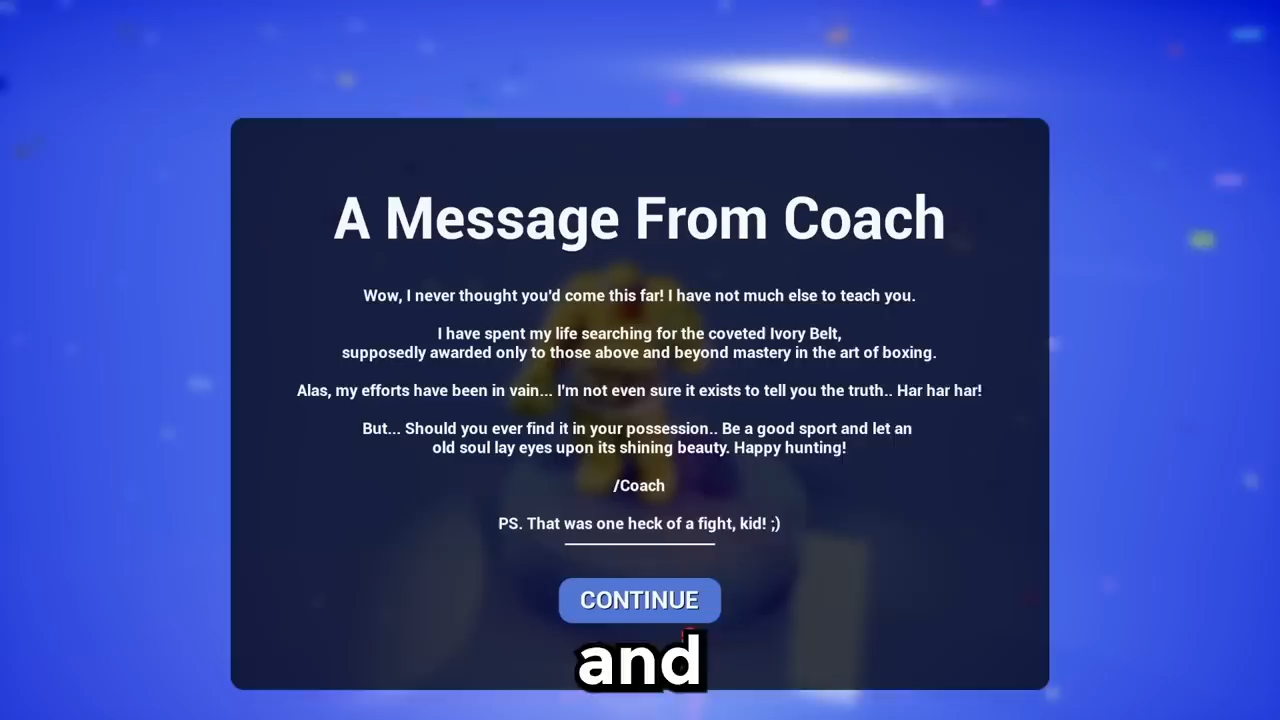 A Message From Coach
Wow, I never thought you'd come this far! I have not much else to teach you.
I have spent my life searching for the coveted Ivory Belt,
supposedly awarded only to those above and beyond mastery in the art of boxing.
Alas, my efforts have been in vain... I'm not even sure it exists to tell you the truth.. Har har har!
But... Should you ever find it in your possession.. Be a good sport and let an
old soul lay eyes upon its shining beauty. Happy hunting!
/Coach
PS. That was one heck of a fight, kid! ;)
CONTINUE
and